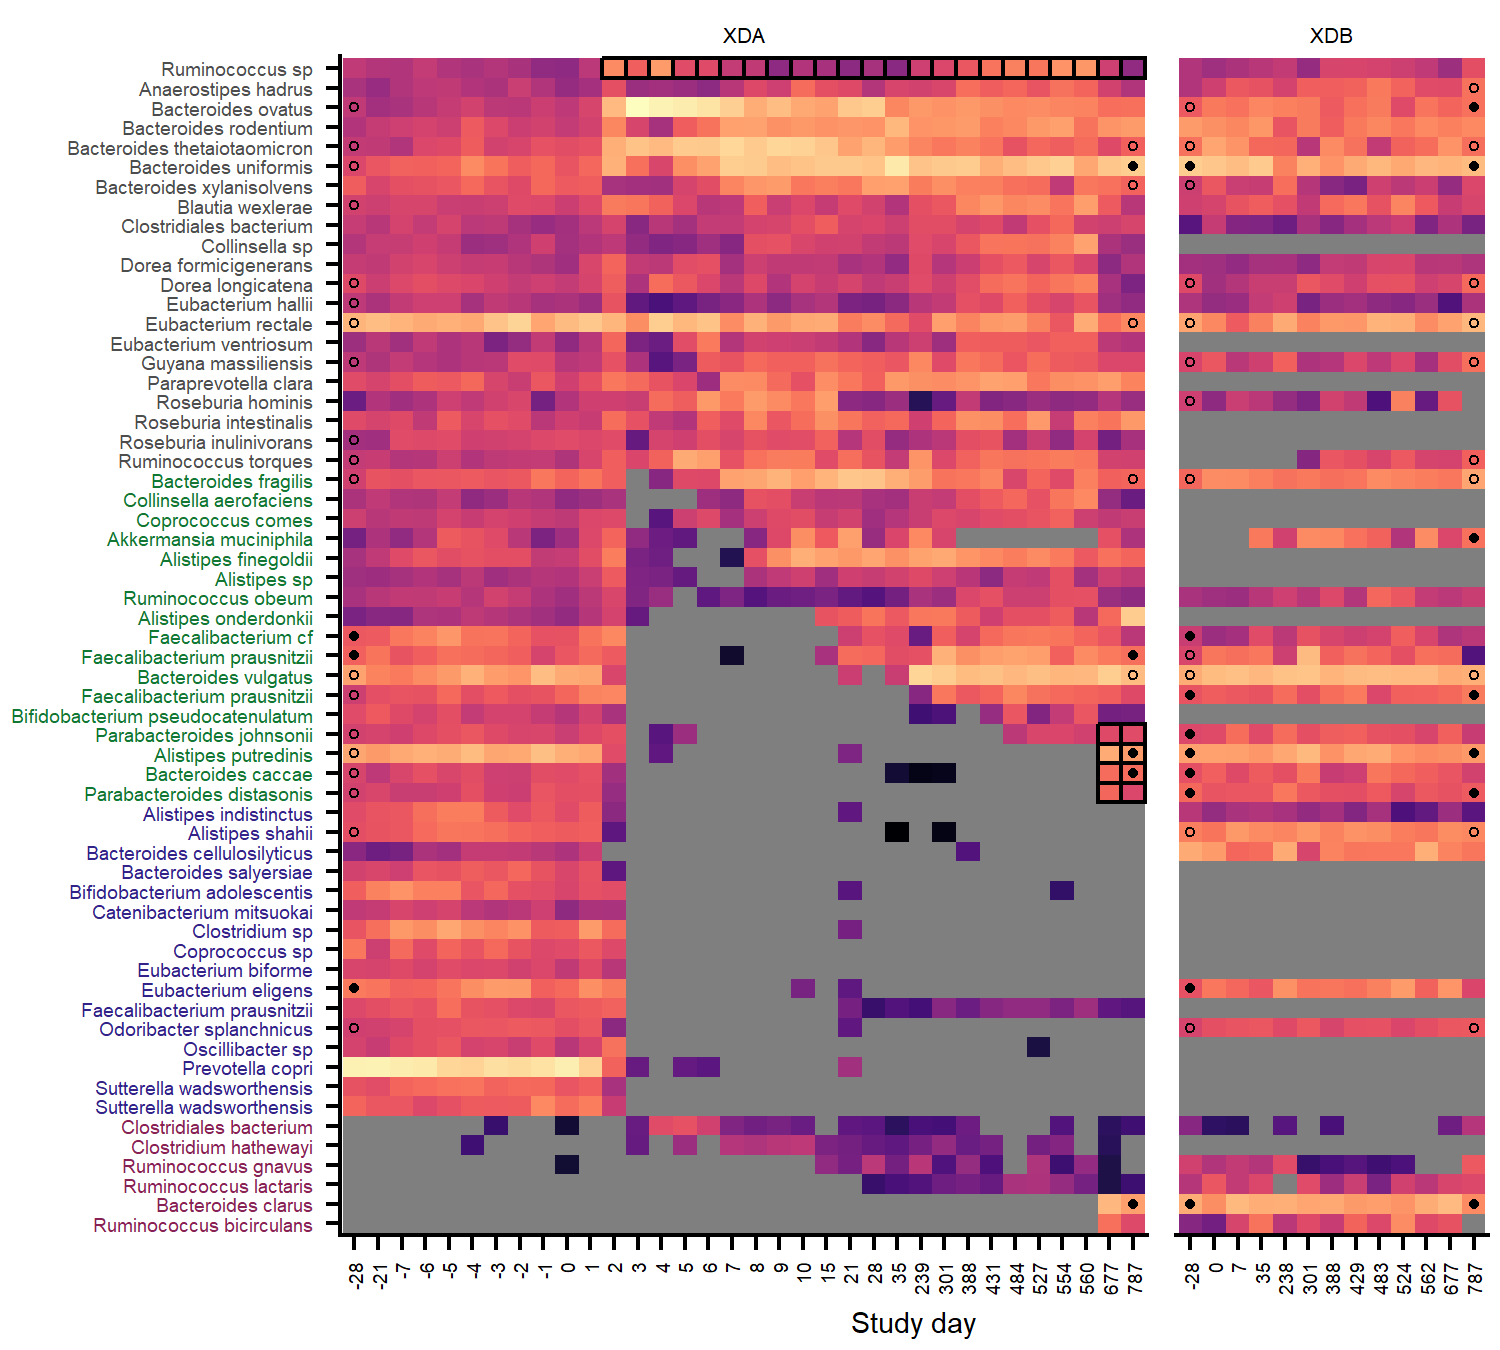 XDA
XDB
Ruminococcus sp
Anaerostipes hadrus
Bacteroides ovatus
Bacteroides rodentium
Bacteroides thetaiotaomicron
Bacteroides uniformis
Bacteroides xylanisolvens
Blautia wexlerae
Clostridiales bacterium
Collinsella sp
Dorea formicigenerans
Dorea longicatena
Eubacterium hallii
Eubacterium rectale
Eubacterium ventriosum
Guyana massiliensis
Paraprevotella clara
Roseburia hominis
Roseburia intestinalis
Roseburia inulinivorans
Ruminococcus torques
Bacteroides fragilis
Collinsella aerofaciens
Coprococcus comes
Akkermansia muciniphila
Alistipes finegoldii
Alistipes sp
Ruminococcus obeum
Alistipes onderdonkii
Faecalibacterium cf
Faecalibacterium prausnitzii
Bacteroides vulgatus
Faecalibacterium prausnitzii
Bifidobacterium pseudocatenulatum
Parabacteroides johnsonii
Alistipes putredinis
Bacteroides caccae
Parabacteroides distasonis
Alistipes indistinctus
Alistipes shahii
Bacteroides cellulosilyticus
Bacteroides salyersiae
Bifidobacterium adolescentis
Catenibacterium mitsuokai
Clostridium sp
Coprococcus sp
Eubacterium biforme
Eubacterium eligens
Faecalibacterium prausnitzii
Odoribacter splanchnicus
Oscillibacter sp
Prevotella copri
Sutterella wadsworthensis
Sutterella wadsworthensis
Clostridiales bacterium
Clostridium hathewayi
Ruminococcus gnavus
Ruminococcus lactaris
Bacteroides clarus
Ruminococcus bicirculans
-28 -21 -7 -6 -5 -4 -3 -2 -1 0 1 2 3 4 5 6 7 8 9 10 15 21 28 35 239 301 388 431 484 527 554 560 677 787
-28 0 7 35 238 301 388 429 483 524 562 677 787
Study day